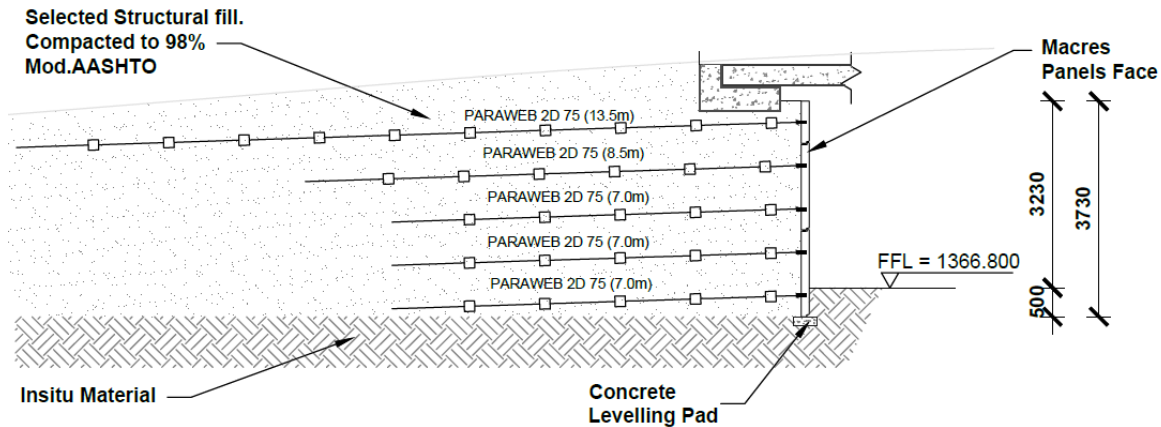 Selected Structural fill.
Compacted to 98%
Mod.AASHTO
Macres
Panels Face
PARAWEB 2D 75 (13.5m)
PARAWEB 2D 75 (8.5m)
PARAWEB 2D 75 (7.0m)
PARAWEB 2D 75 (7.0m)
PARAWEB 2D 75 (7.0m)
3230
3730
FFL = 1366.800
500
Insitu Material
Concrete
Levelling Pad